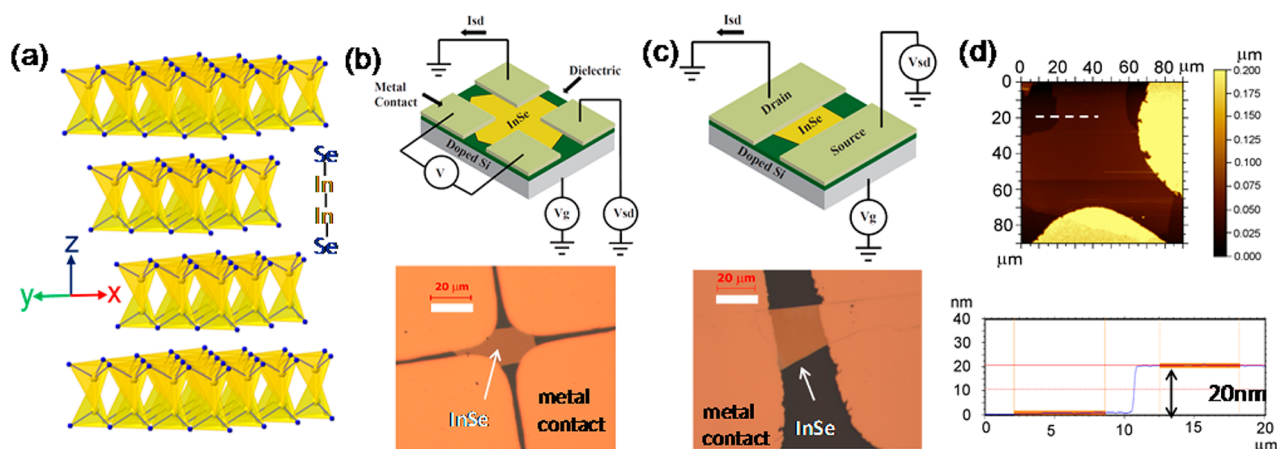 (a)
Se
In
In
Se
z
y
x
(b)
Isd
Metal
Contact
Dielectric
InSe
Doped Si
V
Vg
Vsd
20 μm
InSe
metal
contact
(c)
Isd
Vsd
Drain
InSe
Source
Doped Si
Vg
20 μm
metal
contact
InSe
(d)
μm
0 20 40 60 μm
0
20
40
60
80
μm
0.200
0.175
0.150
0.125
0.100
0.075
0.050
0.025
0.000
nm
40
30
20
10
0
20nm
0 5 10 15 20
μm